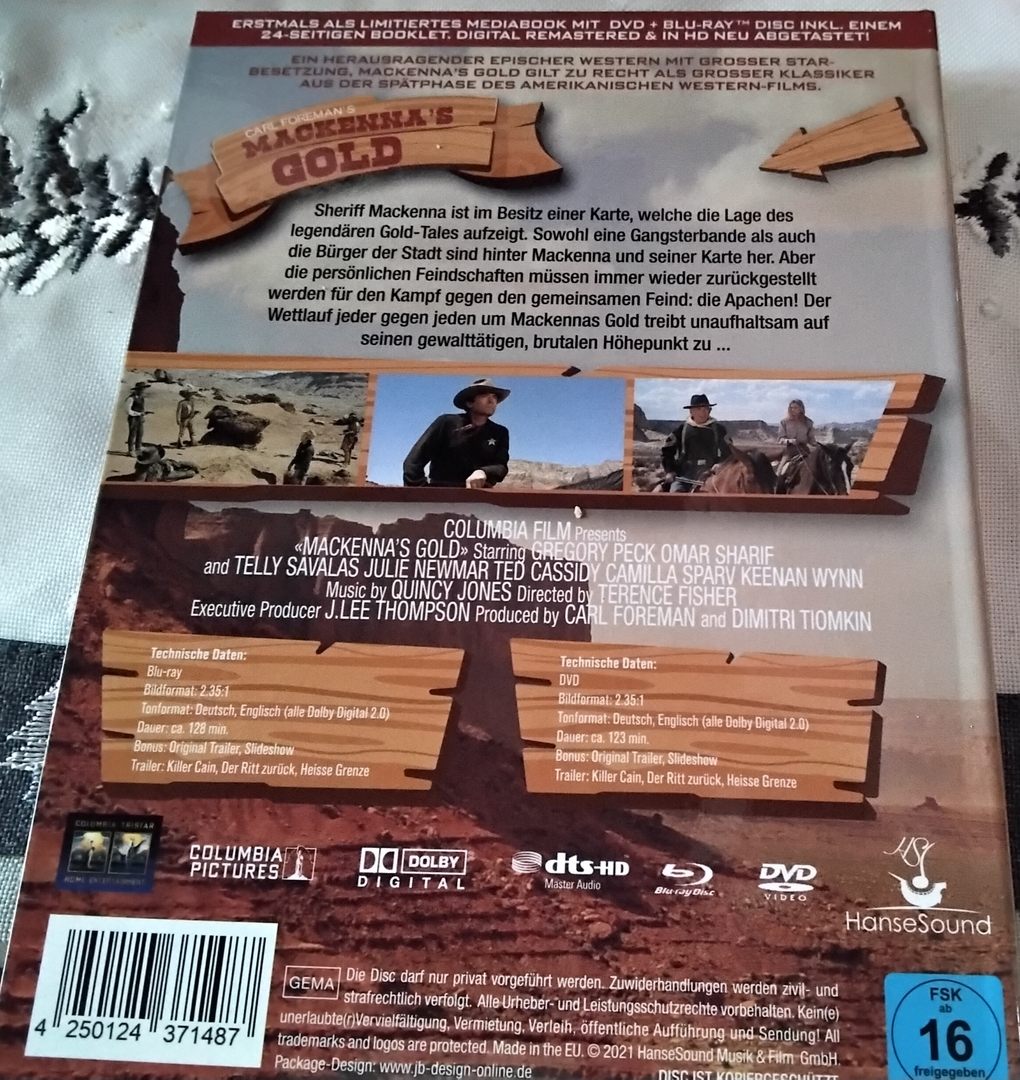 ERSTMALS ALS LIMITIERTES MEDIABOOK MIT DVD + BLU-RAY™ DISC INKL. EINEM
24-SEITIGEN BOOKLET. DIGITAL REMASTERED & IN HD NEU ABGETASTET!
EIN HERAUSRAGENDER EPISCHER WESTERN MIT GROSSER STAR-
BESETZUNG, MACKENNA'S GOLD GILT ZU RECHT ALS GROSSER KLASSIKER
AUS DER SPÄTPHASE DES AMERIKANISCHEN WESTERN-FILMS.
CARL FOREMAN'S
MACKENNA'S
GOLD
Sheriff Mackenna ist im Besitz einer Karte, welche die Lage des
legendären Gold-Tales aufzeigt. Sowohl eine Gangsterbande als auch
die Bürger der Stadt sind hinter Mackenna und seiner Karte her. Aber
die persönlichen Feindschaften müssen immer wieder zurückgestellt
werden für den Kampf gegen den gemeinsamen Feind: die Apachen! Der
Wettlauf jeder gegen jeden um Mackennas Gold treibt unaufhaltsam auf
seinen gewalttätigen, brutalen Höhepunkt zu ...
COLUMBIA FILM Presents
«MACKENNA'S GOLD» Starring GREGORY PECK OMAR SHARIF
and TELLY SAVALAS JULIE NEWMAR TED CASSIDY CAMILLA SPARV KEENAN WYNN
Music by QUINCY JONES Directed by TERENCE FISHER
Executive Producer J.LEE THOMPSON Produced by CARL FOREMAN and DIMITRI TIOMKIN
Technische Daten:
Blu-ray
Bildformat: 2.35:1
Tonformat: Deutsch, Englisch (alle Dolby Digital 2.0)
Dauer: ca. 128 min.
Bonus: Original Trailer, Slideshow
Trailer: Killer Cain, Der Ritt zurück, Heisse Grenze
Technische Daten:
DVD
Bildformat: 2.35:1
Tonformat: Deutsch, Englisch (alle Dolby Digital 2.0)
Dauer: ca. 123 min.
Bonus: Original Trailer, Slideshow
Trailer: Killer Cain, Der Ritt zurück, Heisse Grenze
COLUMBIA TRISTAR
HOME ENTERTAINMENT
COLUMBIA
PICTURES
DOLBY
DIGITAL
dts-HD
Master Audio
Blu-ray Disc
DVD
VIDEO
HanseSound
4 250124 371487
GEMA
Die Disc darf nur privat vorgeführt werden. Zuwiderhandlungen werden zivil- und
strafrechtlich verfolgt. Alle Urheber- und Leistungsschutzrechte vorbehalten. Kein(e)
unerlaubte(r)Vervielfältigung, Vermietung, Verleih, öffentliche Aufführung und Sendung! All
trademarks and logos are protected. Made in the EU. © 2021 HanseSound Musik & Film GmbH.
Package-Design: www.jb-design-online.de
DISC IST KOPIERGESCHÜTZT
FSK
ab
16
freigegeben